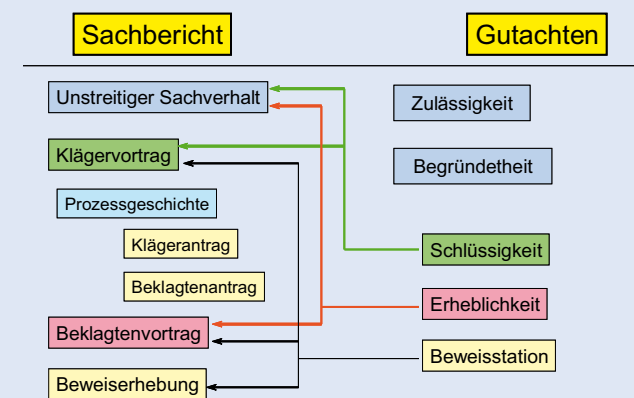 Sachbericht
Gutachten
Unstreitiger Sachverhalt
Zulässigkeit
Klägervortrag
Begründetheit
Prozessgeschichte
Klägerantrag
Schlüssigkeit
Beklagtenantrag
Erheblichkeit
Beklagtenvortrag
Beweisstation
Beweiserhebung